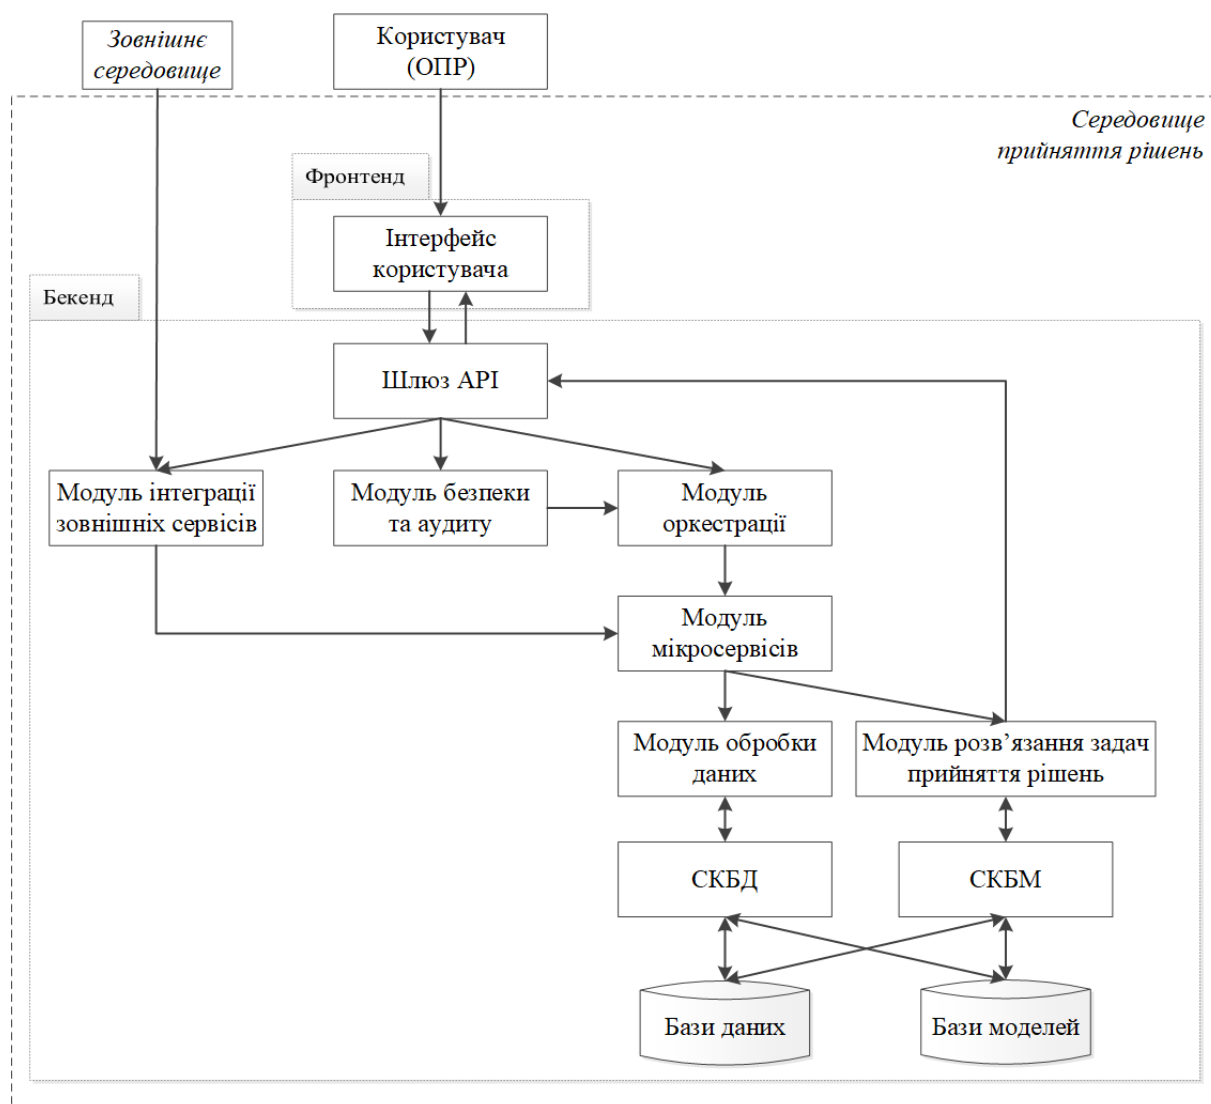 Зовнішнє
середовище
Користувач
(ОПР)
Середовище
прийняття рішень
Фронтенд
Інтерфейс
користувача
Бекенд
Шлюз API
Модуль інтеграції
зовнішніх сервісів
Модуль безпеки
та аудиту
Модуль
оркестрації
Модуль
мікросервісів
Модуль обробки
даних
Модуль розв’язання задач
прийняття рішень
СКБД
СКБМ
Бази даних
Бази моделей